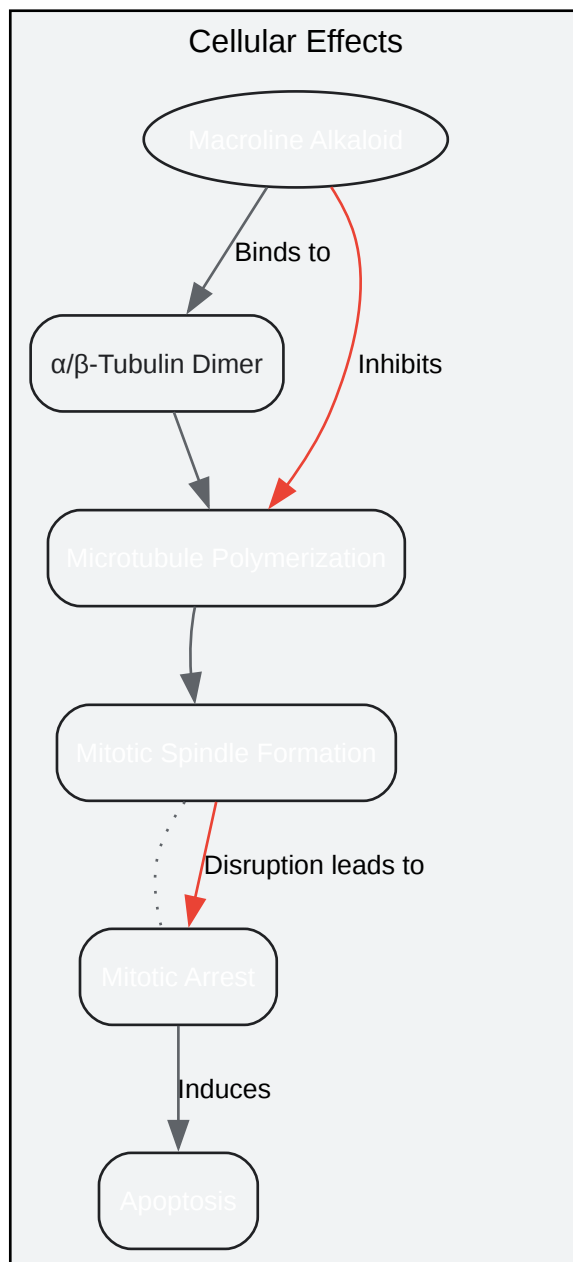 Cellular Effects
Macroline Alkaloid
Binds to
α/β-Tubulin Dimer
Inhibits
Microtubule Polymerization
Mitotic Spindle Formation
Disruption leads to
Mitotic Arrest
Induces
Apoptosis